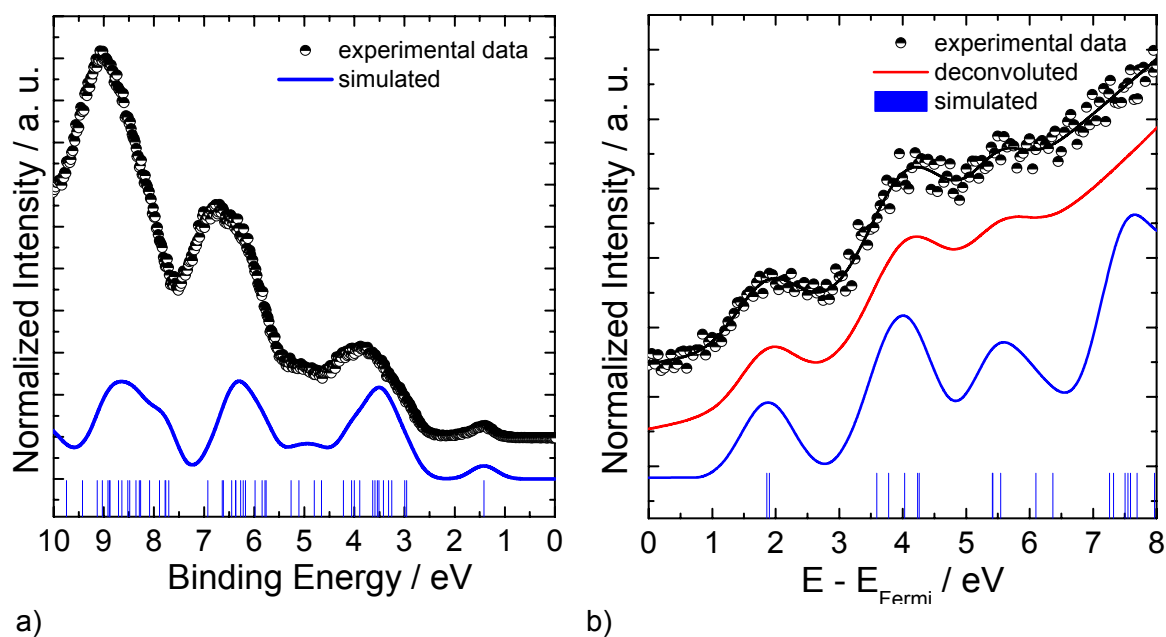 experimental data
simulated
Normalized Intensity / a. u.
10 9 8 7 6 5 4 3 2 1 0
Binding Energy / eV
a)
experimental data
deconvoluted
simulated
Normalized Intensity / a. u.
0 1 2 3 4 5 6 7 8
E - E_Fermi / eV
b)